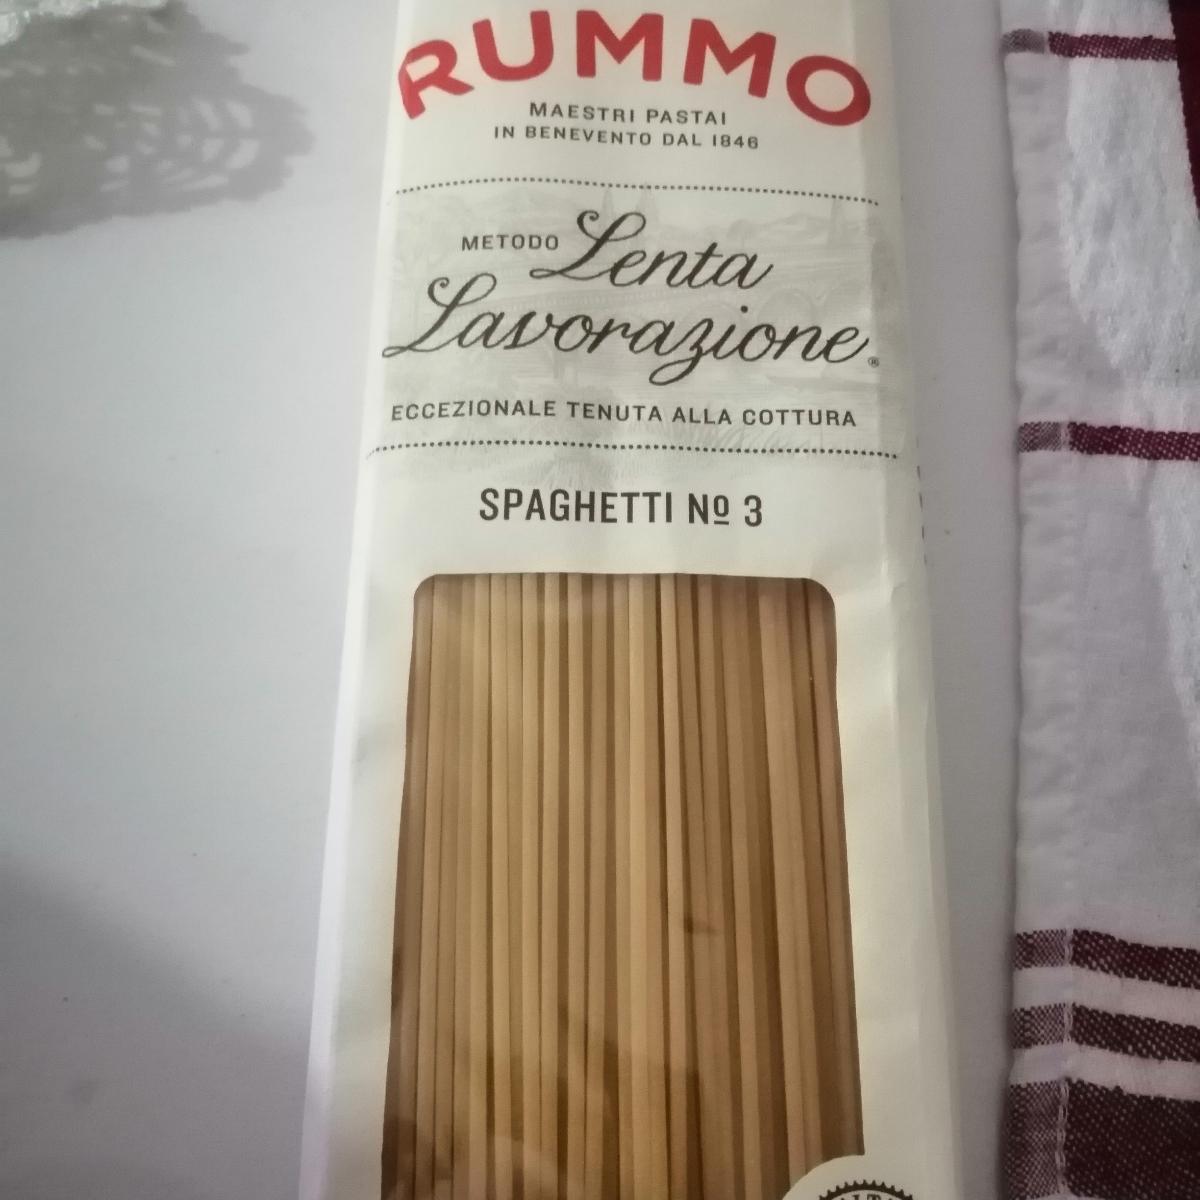 RUMMO
MAESTRI PASTAI
IN BENEVENTO DAL 1846
METODO Lenta
Lavorazione®
ECCEZIONALE TENUTA ALLA COTTURA
SPAGHETTI Nº 3